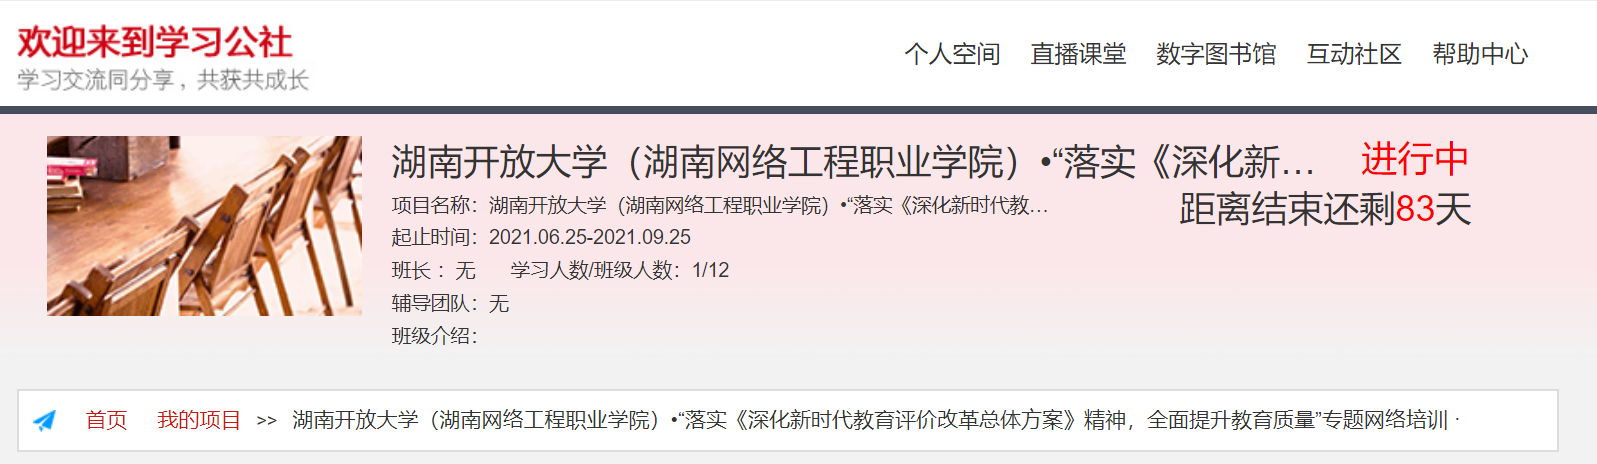 欢迎来到学习公社
学习交流同分享，共获共成长
个人空间 直播课堂 数字图书馆 互动社区 帮助中心
湖南开放大学（湖南网络工程职业学院）•“落实《深化新... 进行中
距离结束还剩83天
项目名称：湖南开放大学（湖南网络工程职业学院）•“落实《深化新时代教...
起止时间：2021.06.25-2021.09.25
班长 ：无 学习人数/班级人数：1/12
辅导团队：无
班级介绍：
首页 我的项目 >> 湖南开放大学（湖南网络工程职业学院）•“落实《深化新时代教育评价改革总体方案》精神，全面提升教育质量”专题网络培训 ·